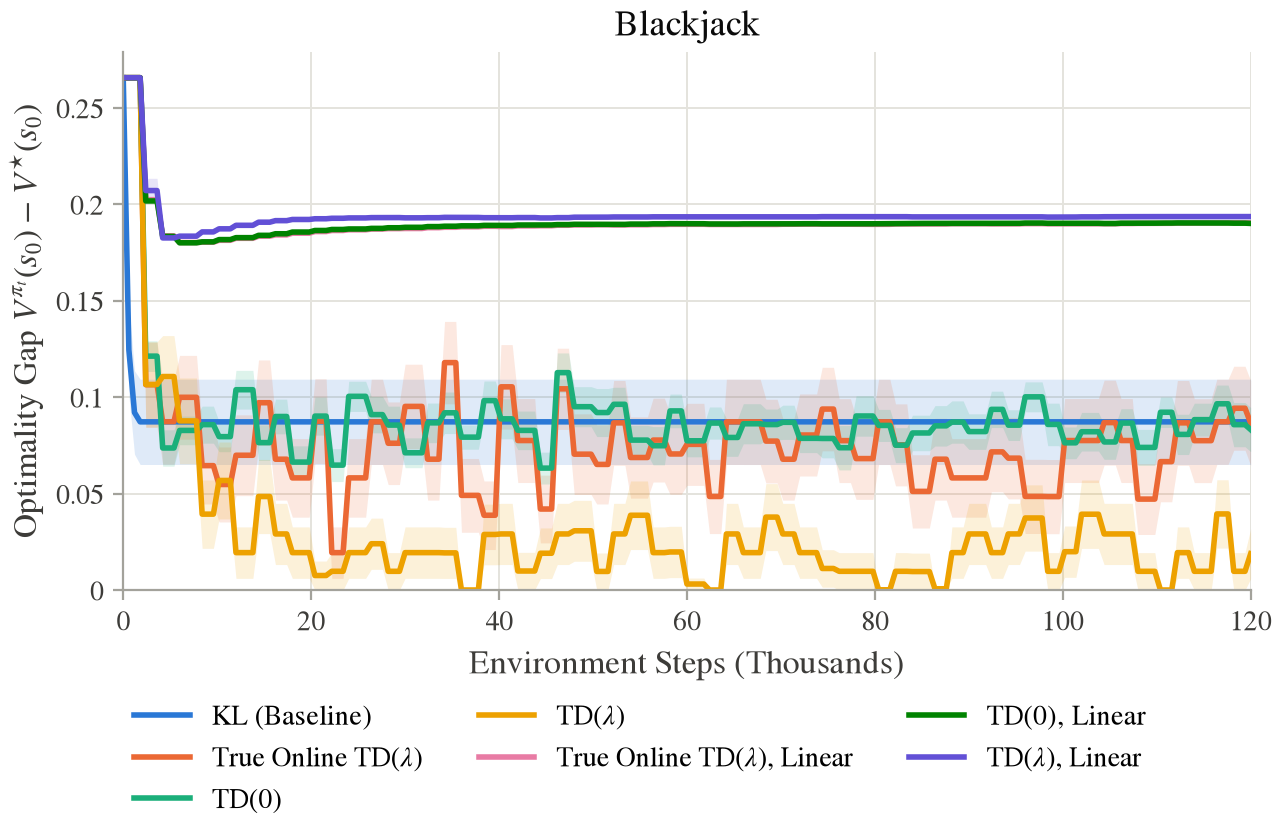 Blackjack
Optimality Gap V^{π_t}(s_0) − V^★(s_0)
0.25
0.2
0.15
0.1
0.05
0
0 20 40 60 80 100 120
Environment Steps (Thousands)
KL (Baseline) TD(λ) TD(0), Linear
True Online TD(λ) True Online TD(λ), Linear TD(λ), Linear
TD(0)